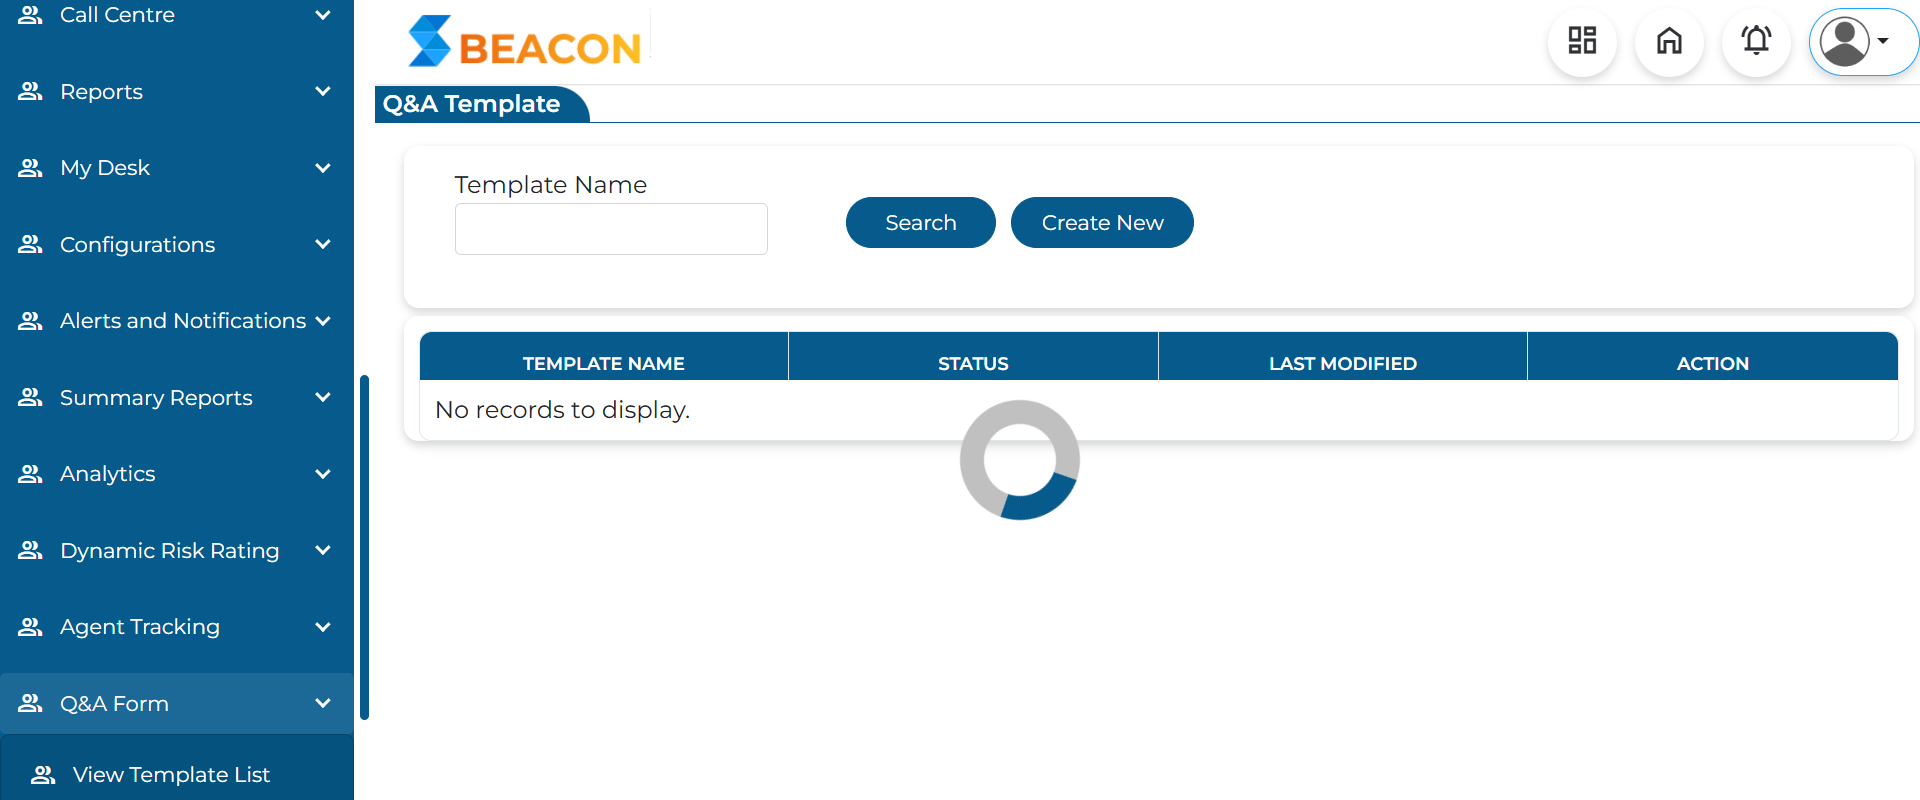 Call Centre
Reports
My Desk
Configurations
Alerts and Notifications
Summary Reports
Analytics
Dynamic Risk Rating
Agent Tracking
Q&A Form
View Template List
BEACON
Q&A Template
Template Name
Search
Create New
TEMPLATE NAME STATUS LAST MODIFIED ACTION
No records to display.